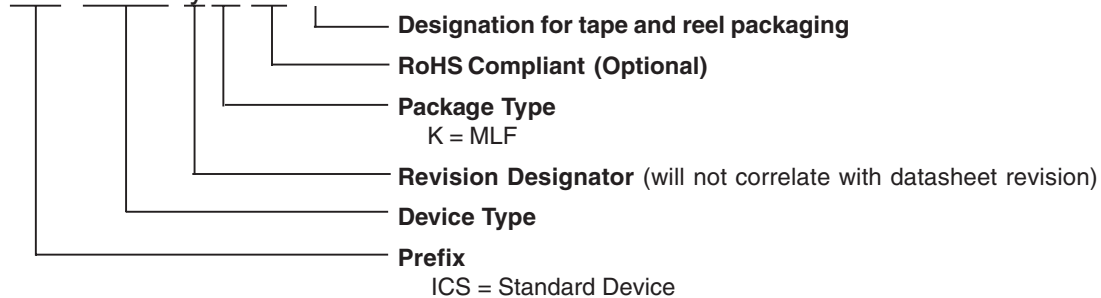 Designation for tape and reel packaging
RoHS Compliant (Optional)
Package Type
K = MLF
Revision Designator (will not correlate with datasheet revision)
Device Type
Prefix
ICS = Standard Device